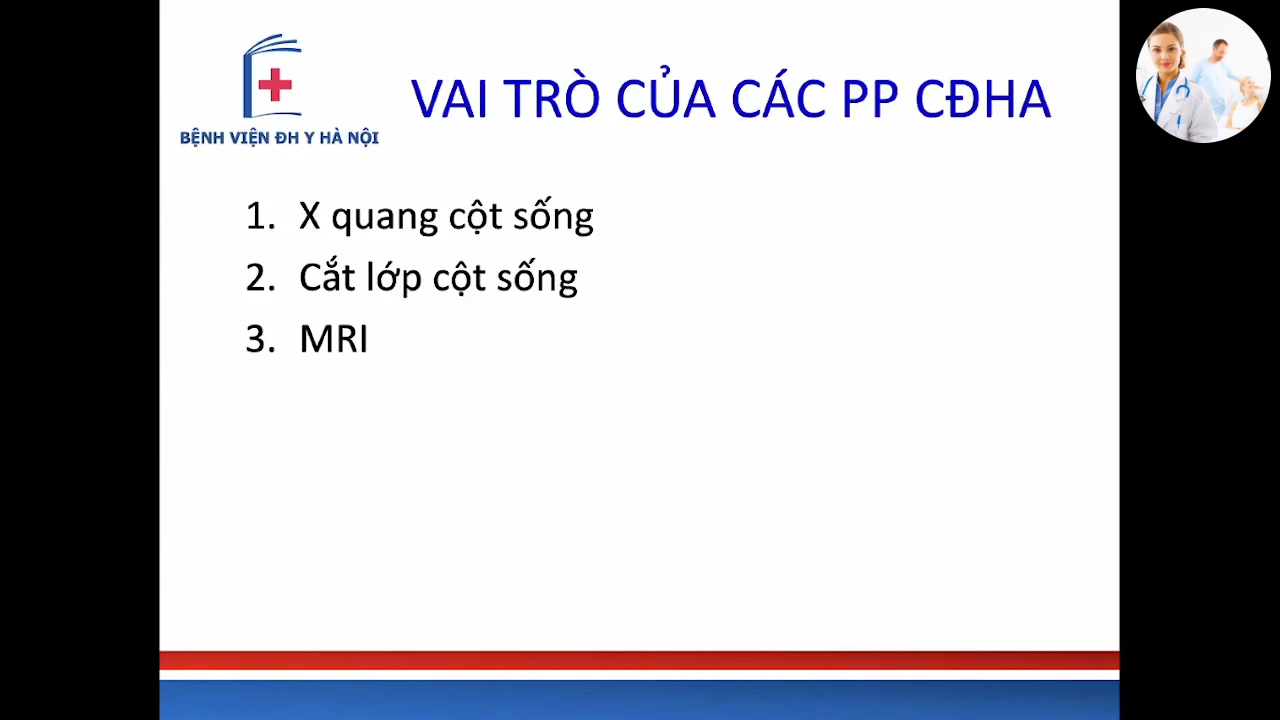 BỆNH VIỆN ĐH Y HÀ NỘI
VAI TRÒ CỦA CÁC PP CĐHA
1. X quang cột sống
2. Cắt lớp cột sống
3. MRI